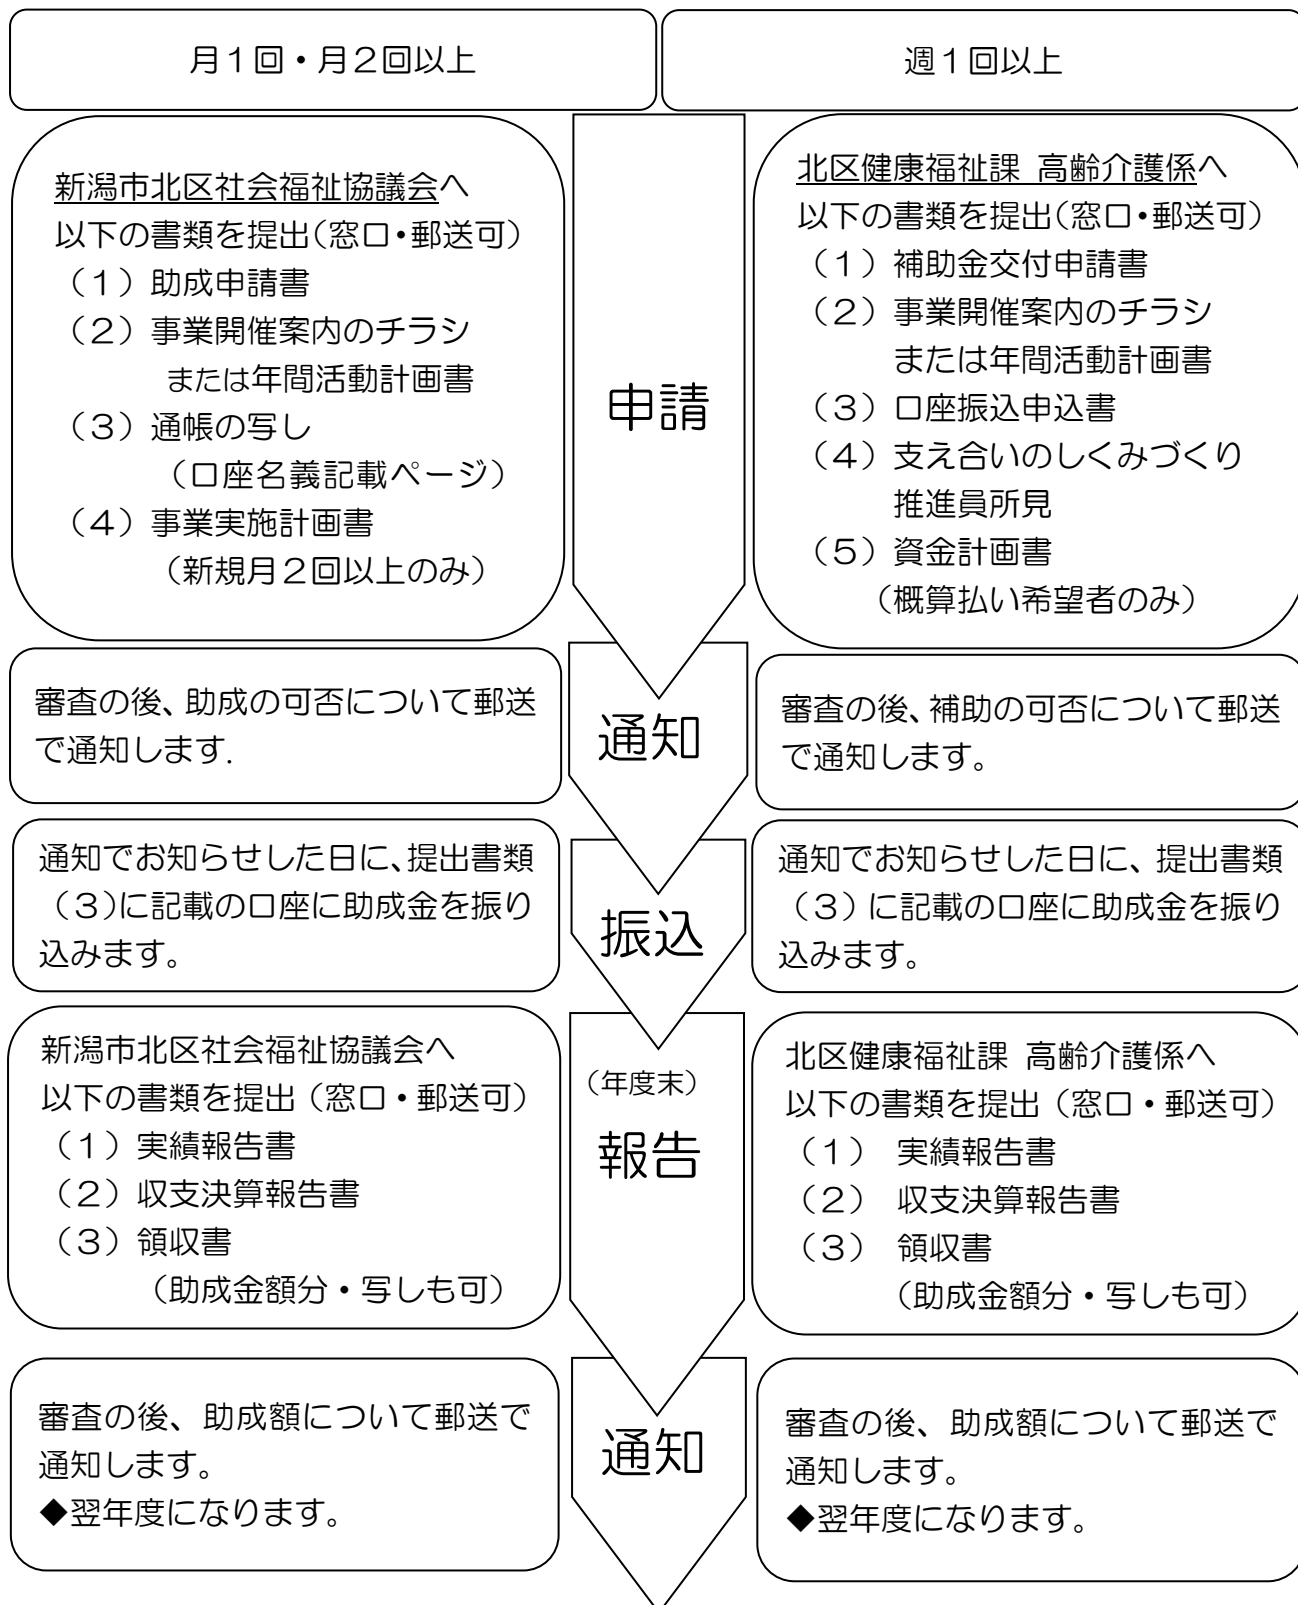 月１回・月２回以上
週１回以上
新潟市北区社会福祉協議会へ
以下の書類を提出（窓口・郵送可）
（１）助成申請書
（２）事業開催案内のチラシ
または年間活動計画書
（３）通帳の写し
（口座名義記載ページ）
（４）事業実施計画書
（新規月２回以上のみ）
申請
北区健康福祉課 高齢介護係へ
以下の書類を提出（窓口・郵送可）
（１）補助金交付申請書
（２）事業開催案内のチラシ
または年間活動計画書
（３）口座振込申込書
（４）支え合いのしくみづくり
推進員所見
（５）資金計画書
（概算払い希望者のみ）
審査の後、助成の可否について郵送
で通知します.
通知
審査の後、補助の可否について郵送
で通知します。
通知でお知らせした日に、提出書類
（３）に記載の口座に助成金を振り
込みます。
振込
通知でお知らせした日に、提出書類
（３）に記載の口座に助成金を振り
込みます。
新潟市北区社会福祉協議会へ
以下の書類を提出（窓口・郵送可）
（１）実績報告書
（２）収支決算報告書
（３）領収書
（助成金額分・写しも可）
（年度末）
報告
北区健康福祉課 高齢介護係へ
以下の書類を提出（窓口・郵送可）
（１） 実績報告書
（２） 収支決算報告書
（３） 領収書
（助成金額分・写しも可）
審査の後、助成額について郵送で
通知します。
◆翌年度になります。
通知
審査の後、助成額について郵送で
通知します。
◆翌年度になります。